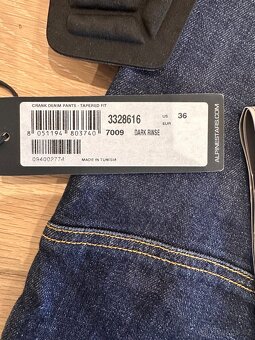 CRANK DENIM PANTS - TAPERED FIT
8 051194 803740
3328616
US 36
EUR
7009 DARK RINSE
094002774
MADE IN TUNISIA
ALPINESTARS.COM